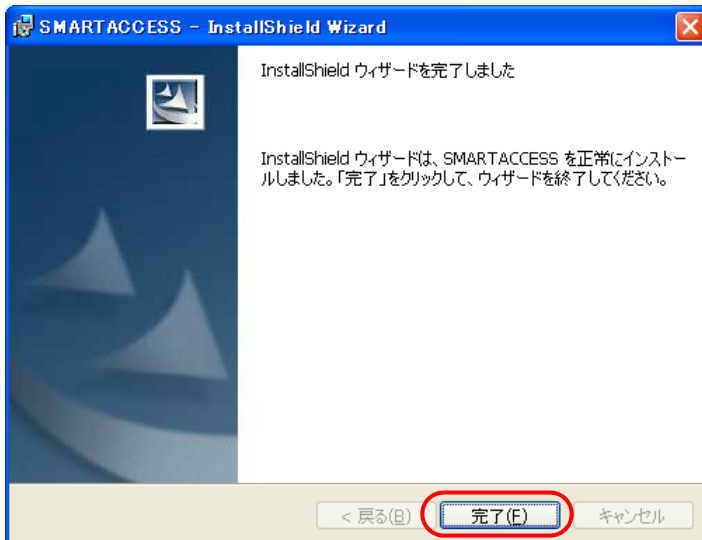 SMARTACCESS - InstallShield Wizard
InstallShield ウィザードを完了しました
InstallShield ウィザードは、SMARTACCESS を正常にインストー
ルしました。「完了」をクリックして、ウィザードを終了してください。
< 戻る(B) 完了(F) キャンセル